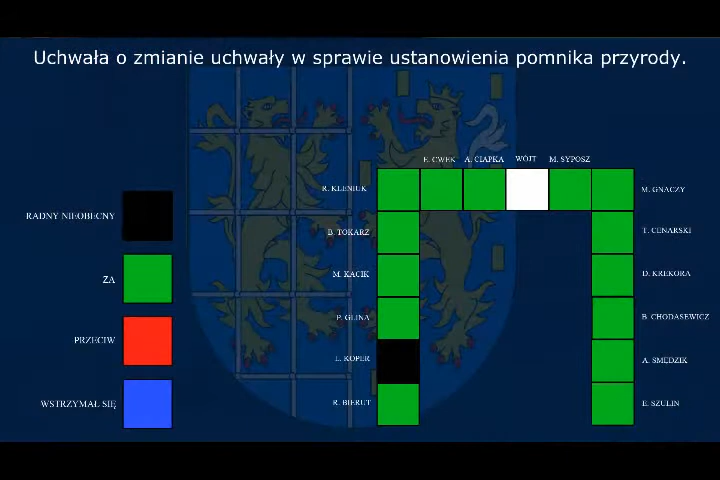 Uchwała o zmianie uchwały w sprawie ustanowienia pomnika przyrody.
E. CWEK A. CIAPKA WÓJT M. SYPOSZ
R. KLENIUK M. GNACZY
RADNY NIEOBECNY
B. TOKARZ T. CENARSKI
M. KACIK D. KREKORA
ZA
P. GLINA B. CHODASEWICZ
PRZECIW
L. KOPER A. SMĘDZIK
WSTRZYMAŁ SIĘ
R. BIERUT E. SZULIN